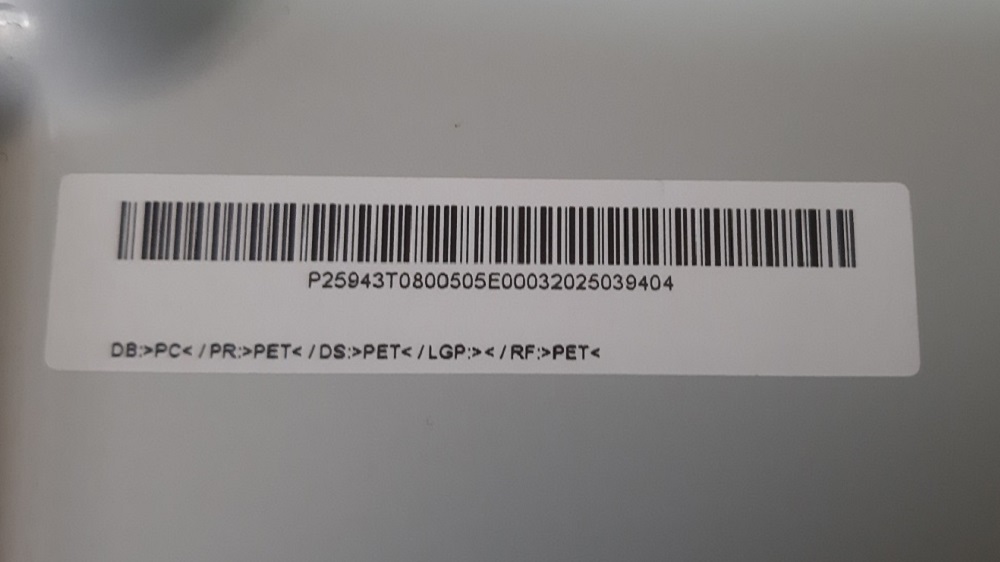 P25943T0800505E00032025039404
DB:>PC< / PR:>PET< / DS:>PET< / LGP:>< / RF:>PET<